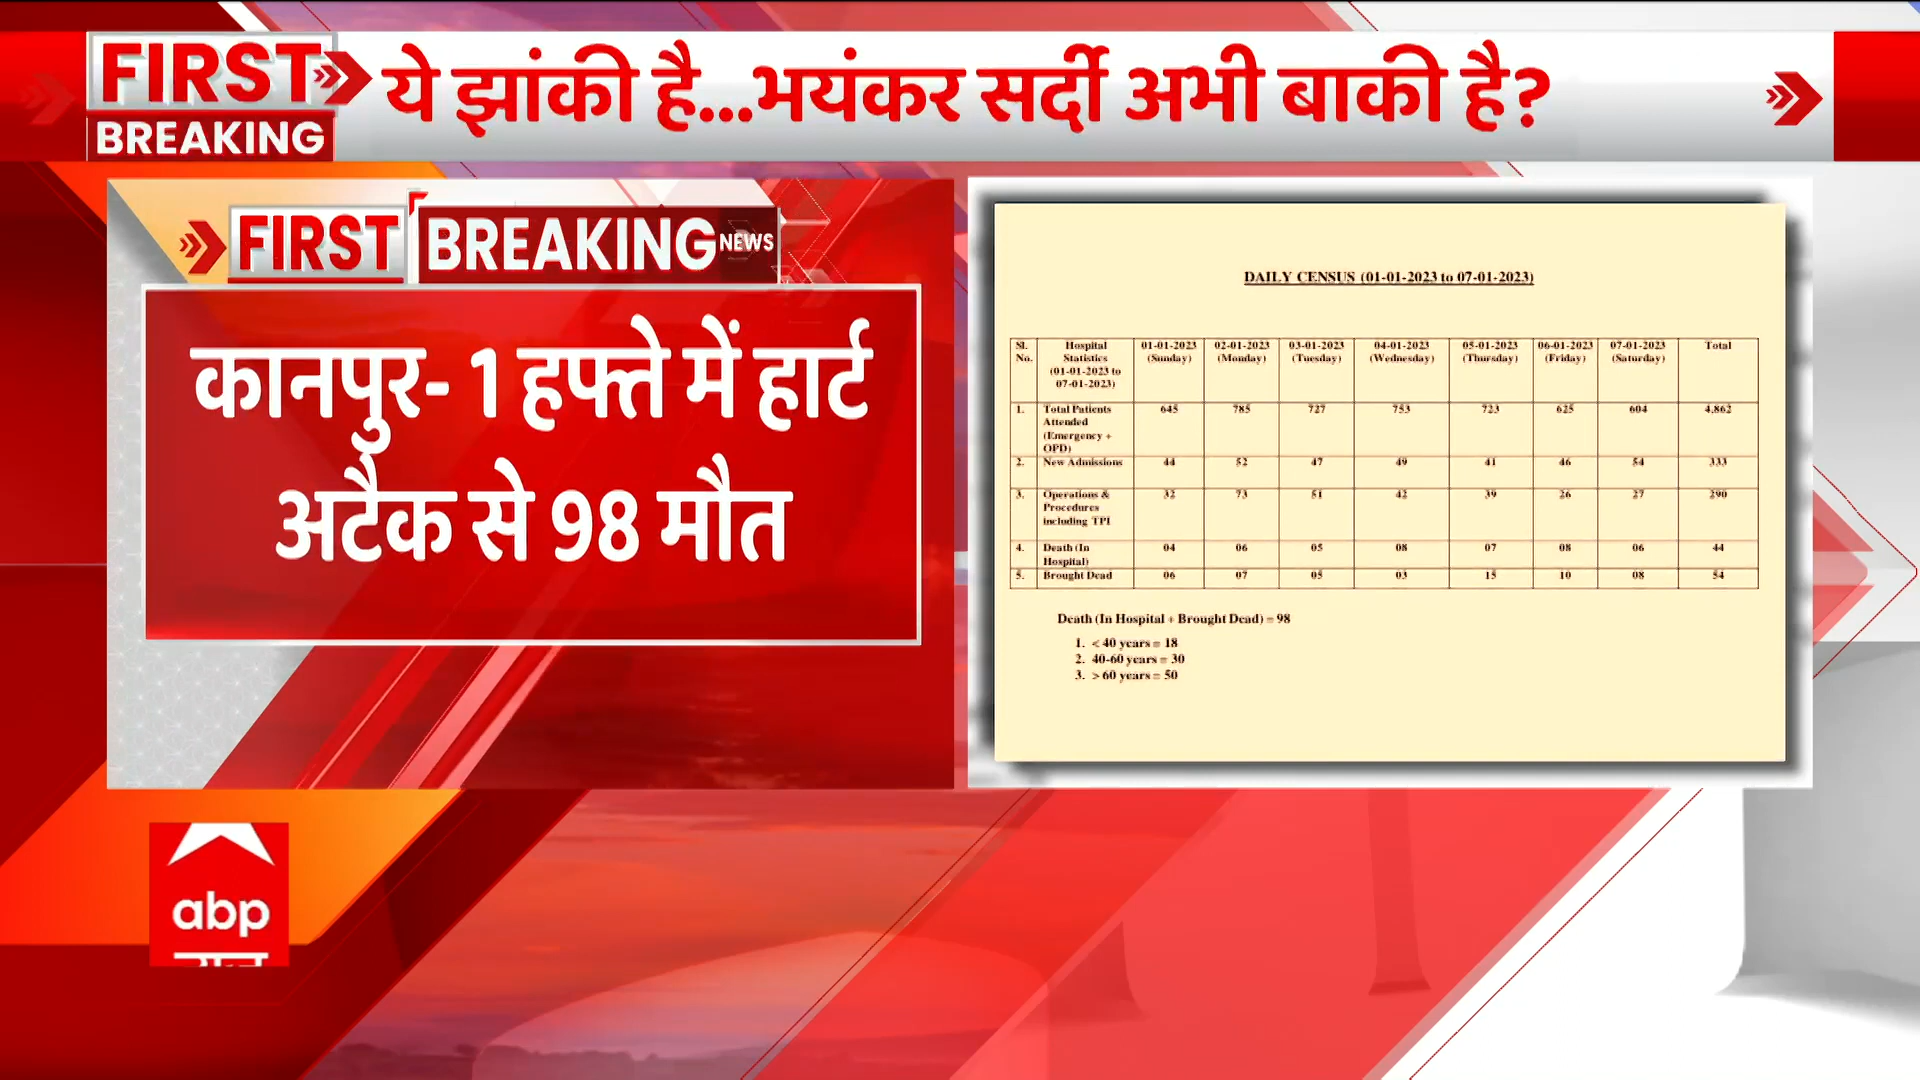 FIRST
BREAKING
ये झांकी है...भयंकर सर्दी अभी बाकी है?
FIRST BREAKING NEWS
कानपुर- 1 हफ्ते में हार्ट
अटैक से 98 मौत
DAILY CENSUS (01-01-2023 to 07-01-2023)
Sl. No. Hospital Statistics (01-01-2023 to 07-01-2023) 01-01-2023 (Sunday) 02-01-2023 (Monday) 03-01-2023 (Tuesday) 04-01-2023 (Wednesday) 05-01-2023 (Thursday) 06-01-2023 (Friday) 07-01-2023 (Saturday) Total
1. Total Patients Attended (Emergency + OPD) 645 785 727 753 723 625 604 4,862
2. New Admissions 44 52 47 49 41 46 54 333
3. Operations & Procedures including TPI 32 73 51 42 39 26 27 290
4. Death (In Hospital) 04 06 05 08 07 08 06 44
5. Brought Dead 06 07 05 03 15 10 08 54
Death (In Hospital + Brought Dead) = 98
1. < 40 years = 18
2. 40-60 years = 30
3. > 60 years = 50
abp